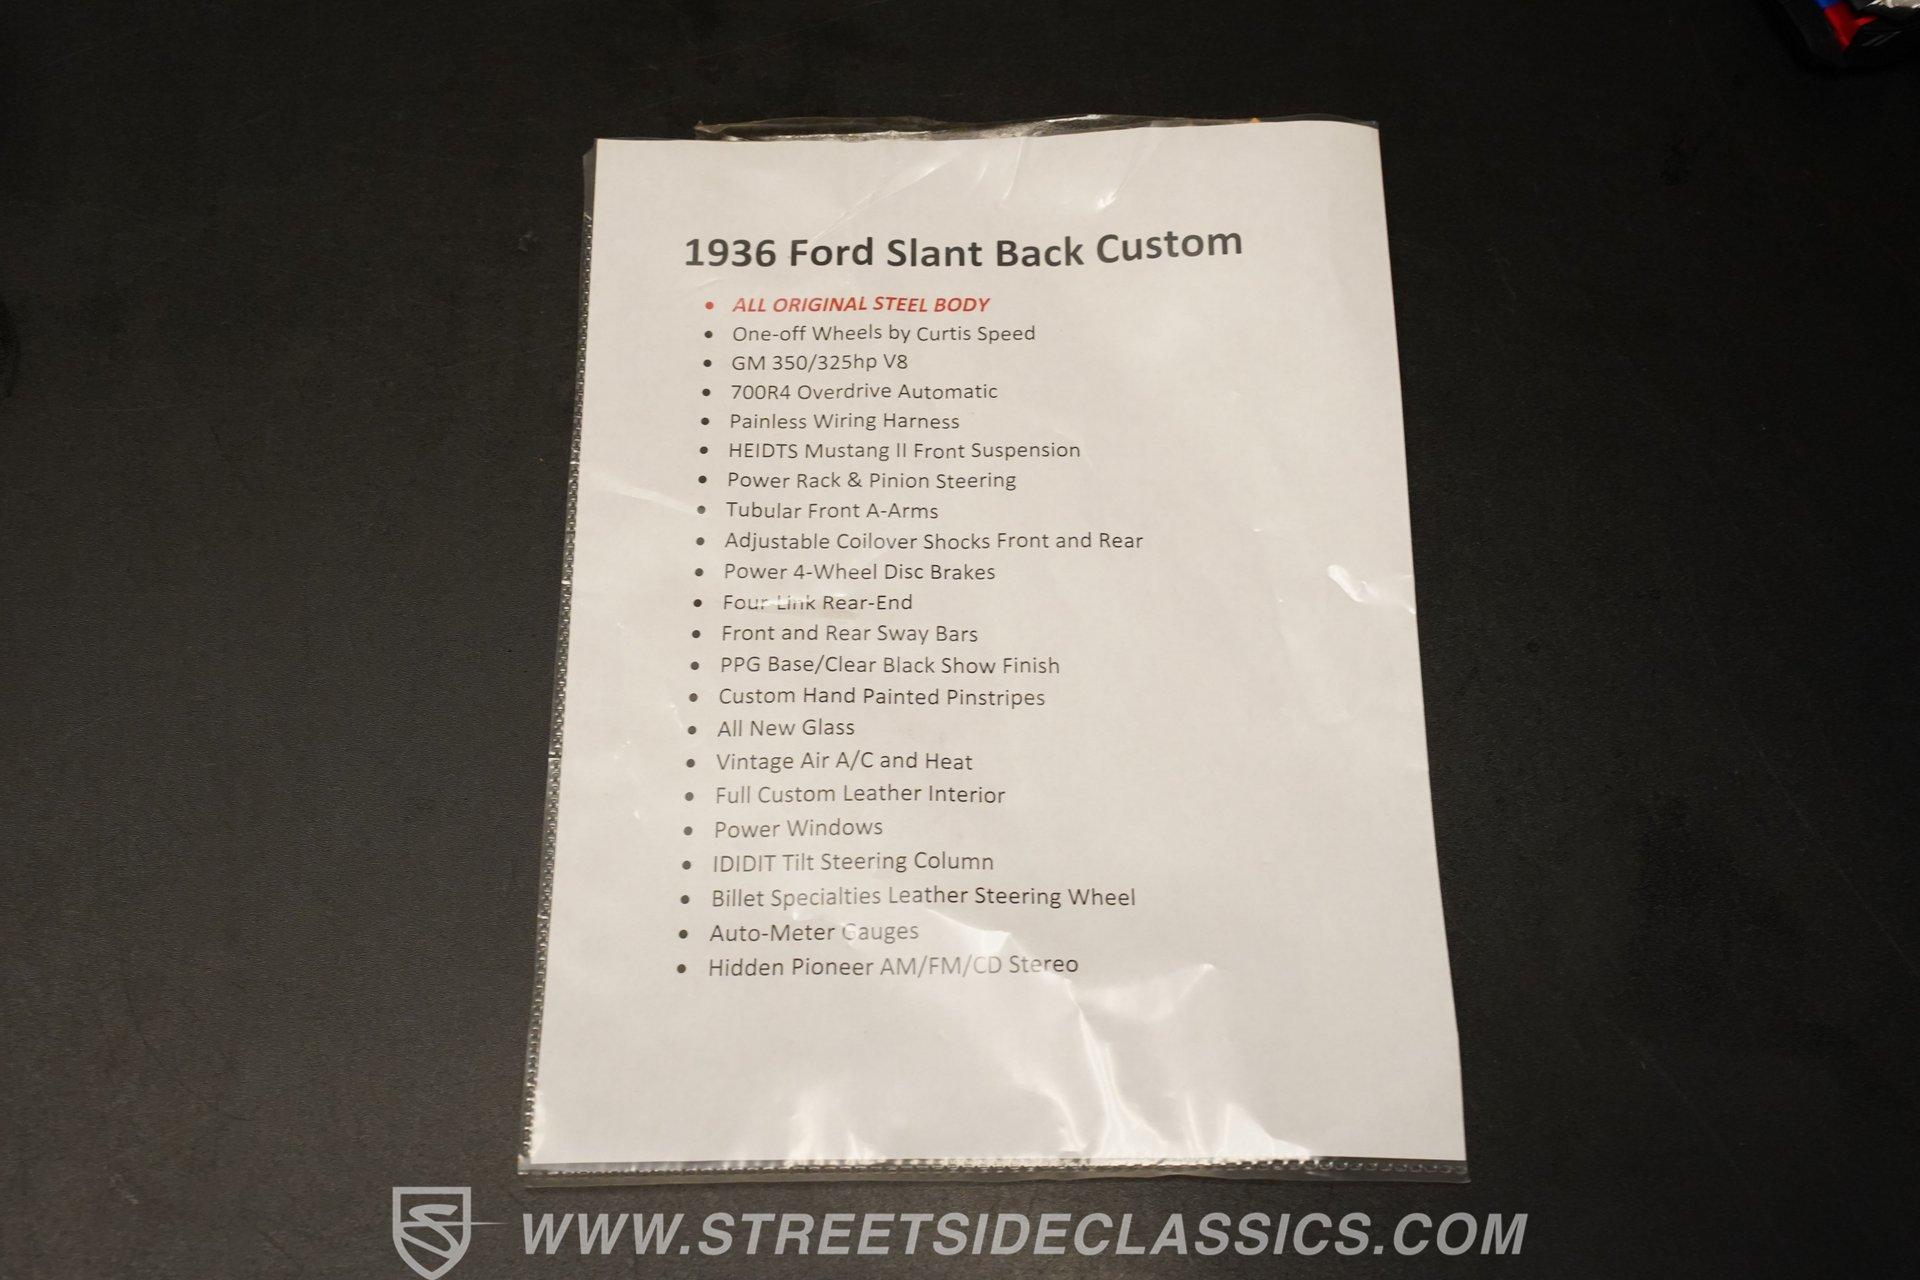 1936 Ford Slant Back Custom
• ALL ORIGINAL STEEL BODY
• One-off Wheels by Curtis Speed
• GM 350/325hp V8
• 700R4 Overdrive Automatic
• Painless Wiring Harness
• HEIDTS Mustang II Front Suspension
• Power Rack & Pinion Steering
• Tubular Front A-Arms
• Adjustable Coilover Shocks Front and Rear
• Power 4-Wheel Disc Brakes
• Four-Link Rear-End
• Front and Rear Sway Bars
• PPG Base/Clear Black Show Finish
• Custom Hand Painted Pinstripes
• All New Glass
• Vintage Air A/C and Heat
• Full Custom Leather Interior
• Power Windows
• IDIDIT Tilt Steering Column
• Billet Specialties Leather Steering Wheel
• Auto-Meter Gauges
• Hidden Pioneer AM/FM/CD Stereo
WWW.STREETSIDECLASSICS.COM